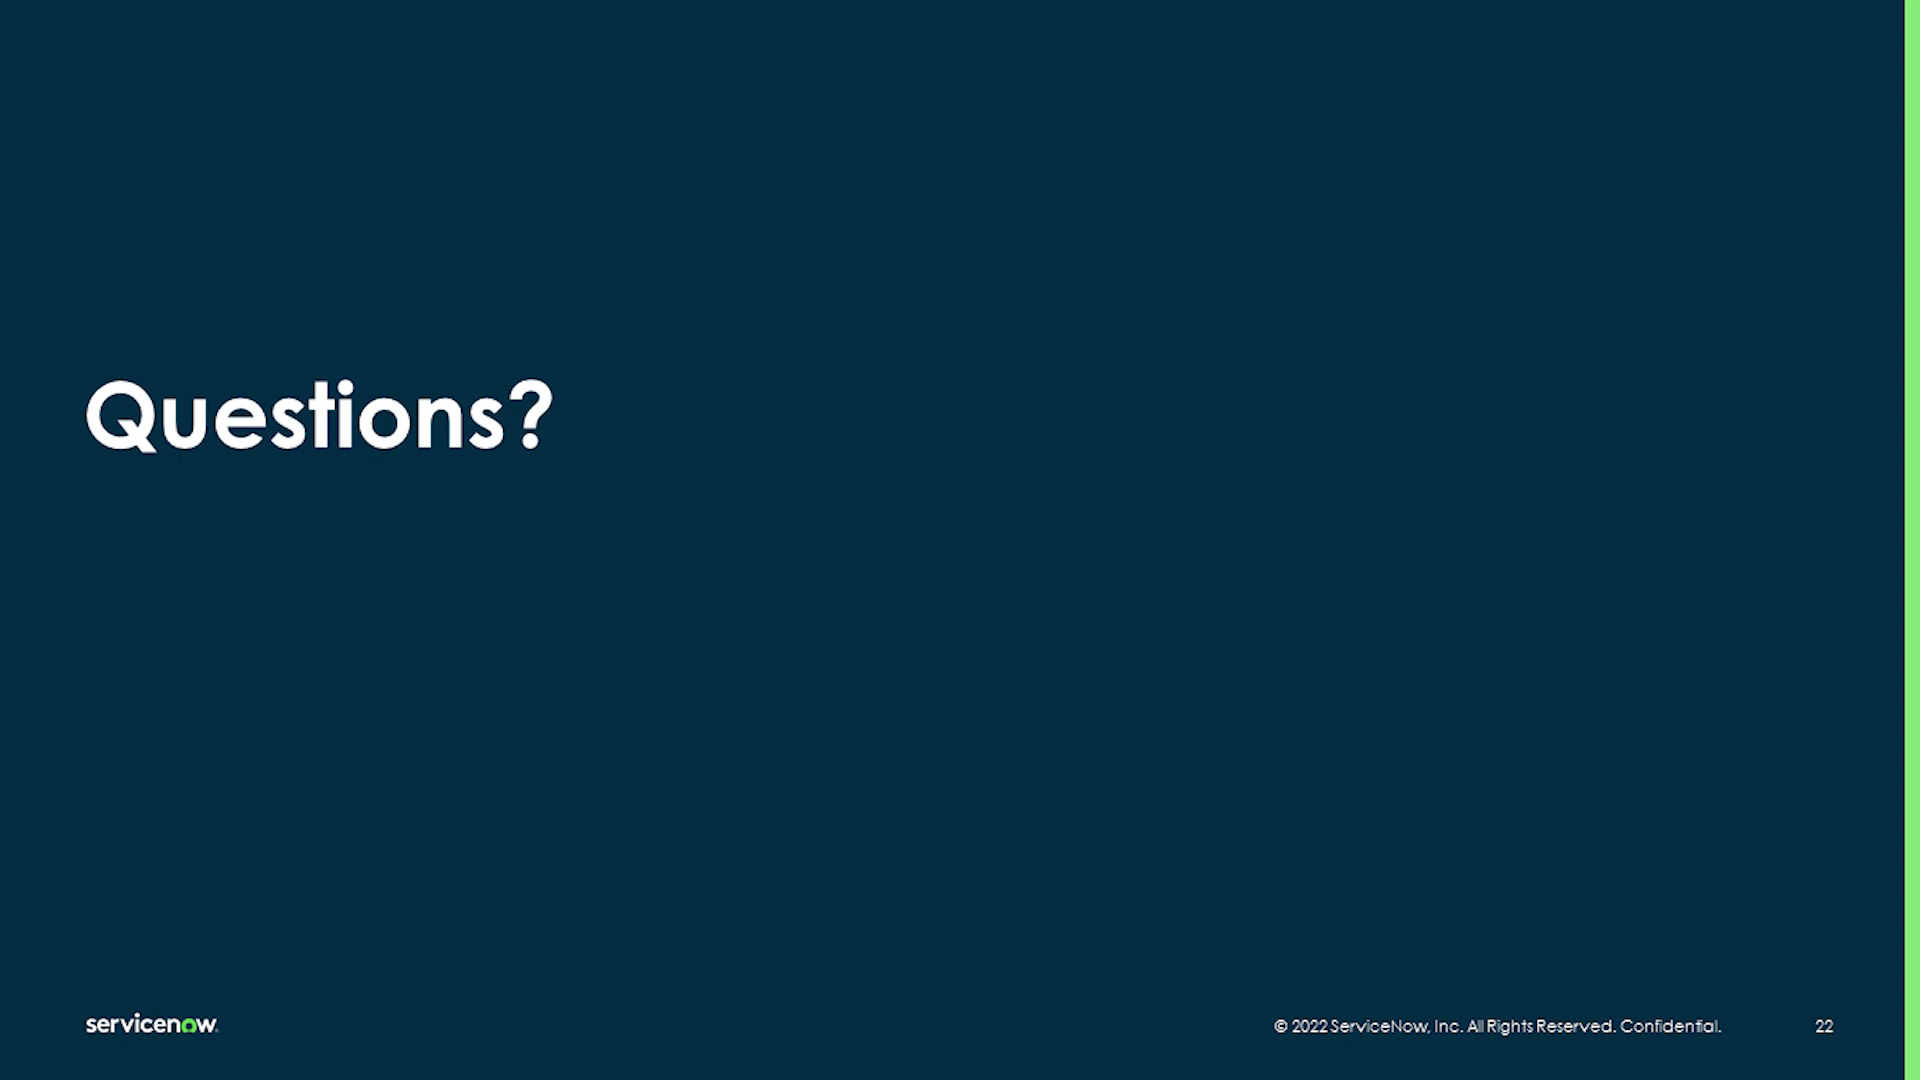 Questions?
servicenow.
© 2022 ServiceNow, Inc. All Rights Reserved. Confidential.
22